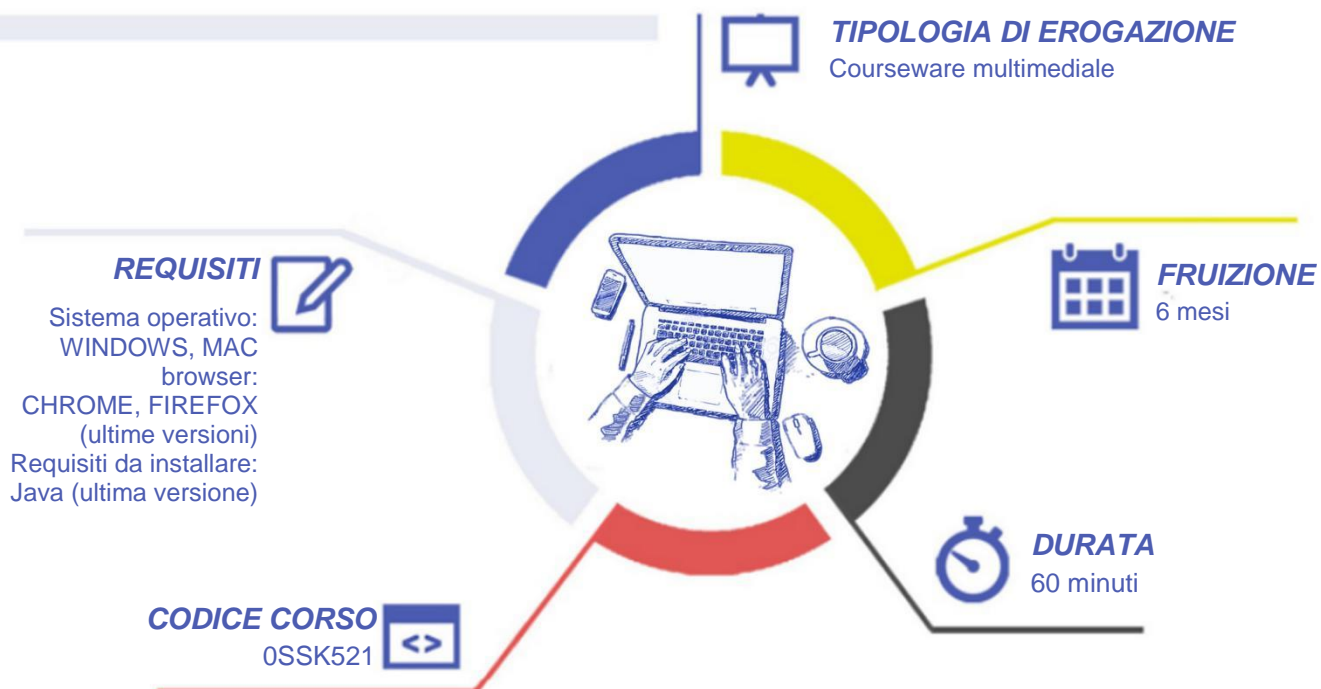 TIPOLOGIA DI EROGAZIONE
Courseware multimediale
REQUISITI
Sistema operativo:
WINDOWS, MAC
browser:
CHROME, FIREFOX
(ultime versioni)
Requisiti da installare:
Java (ultima versione)
FRUIZIONE
6 mesi
DURATA
60 minuti
CODICE CORSO
0SSK521